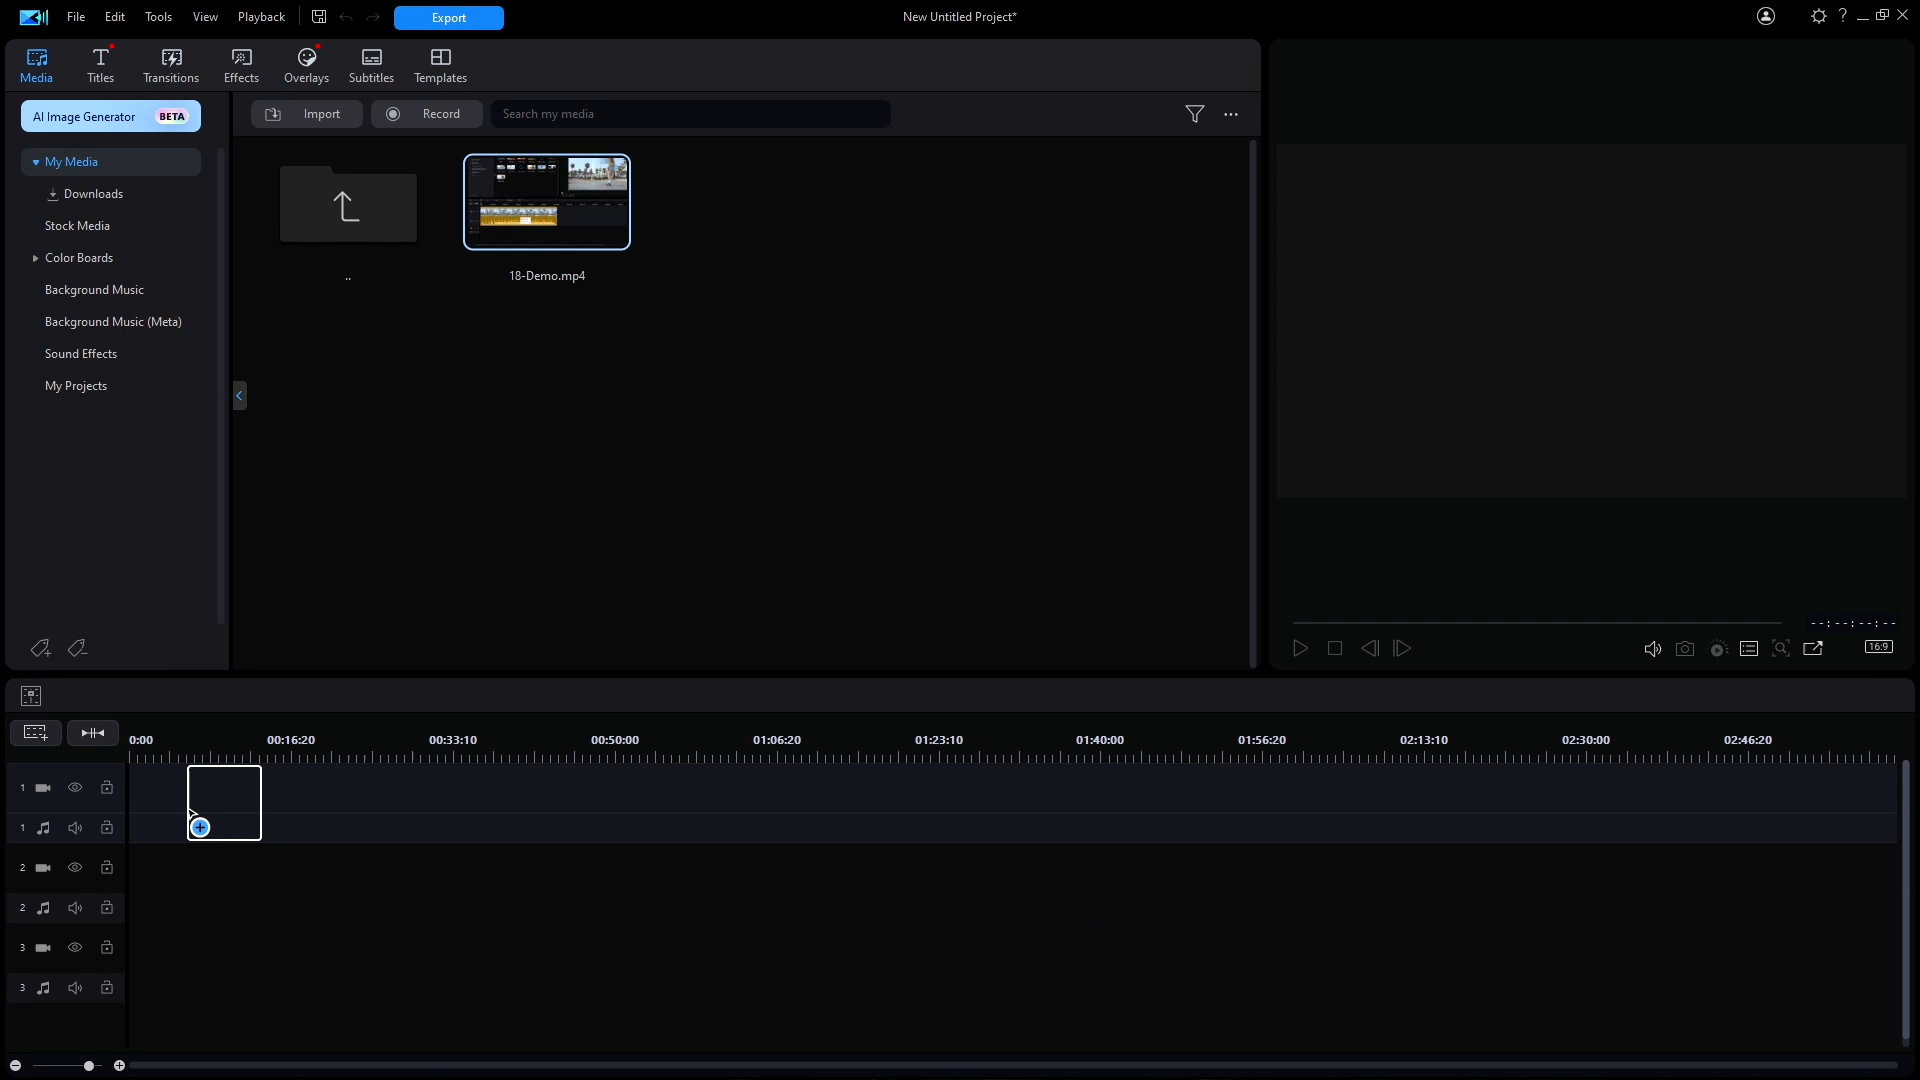 File Edit Tools View Playback Export New Untitled Project* ?
Media Titles Transitions Effects Overlays Subtitles Templates
AI Image Generator BETA Import Record Search my media
My Media
Downloads
Stock Media
Color Boards
Background Music
Background Music (Meta)
Sound Effects
My Projects
.. 18-Demo.mp4
--:--:--:--
16:9
0:00 00:16:20 00:33:10 00:50:00 01:06:20 01:23:10 01:40:00 01:56:20 02:13:10 02:30:00 02:46:20
1
1
2
2
3
3